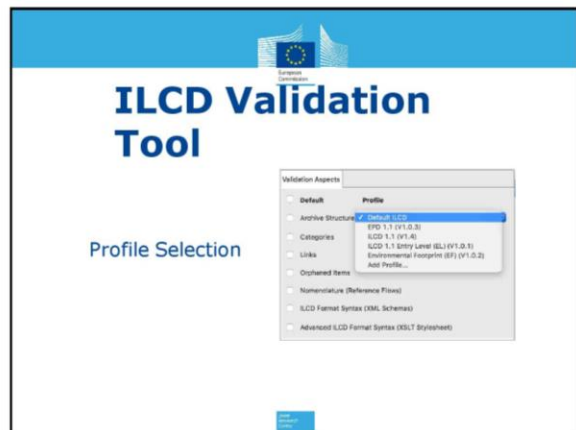 European
Commission
ILCD Validation
Tool
Profile Selection
Validation Aspects
Default Profile
Archive Structure ✓ Default ILCD
EPD 1.1 (V1.0.3)
Categories ILCD 1.1 (V1.4)
ILCD 1.1 Entry Level (EL) (V1.0.1)
Links Environmental Footprint (EF) (V1.0.2)
Add Profile...
Orphaned Items
Nomenclature (Reference Flows)
ILCD Format Syntax (XML Schemas)
Advanced ILCD Format Syntax (XSLT Stylesheet)
Joint
Research
Centre